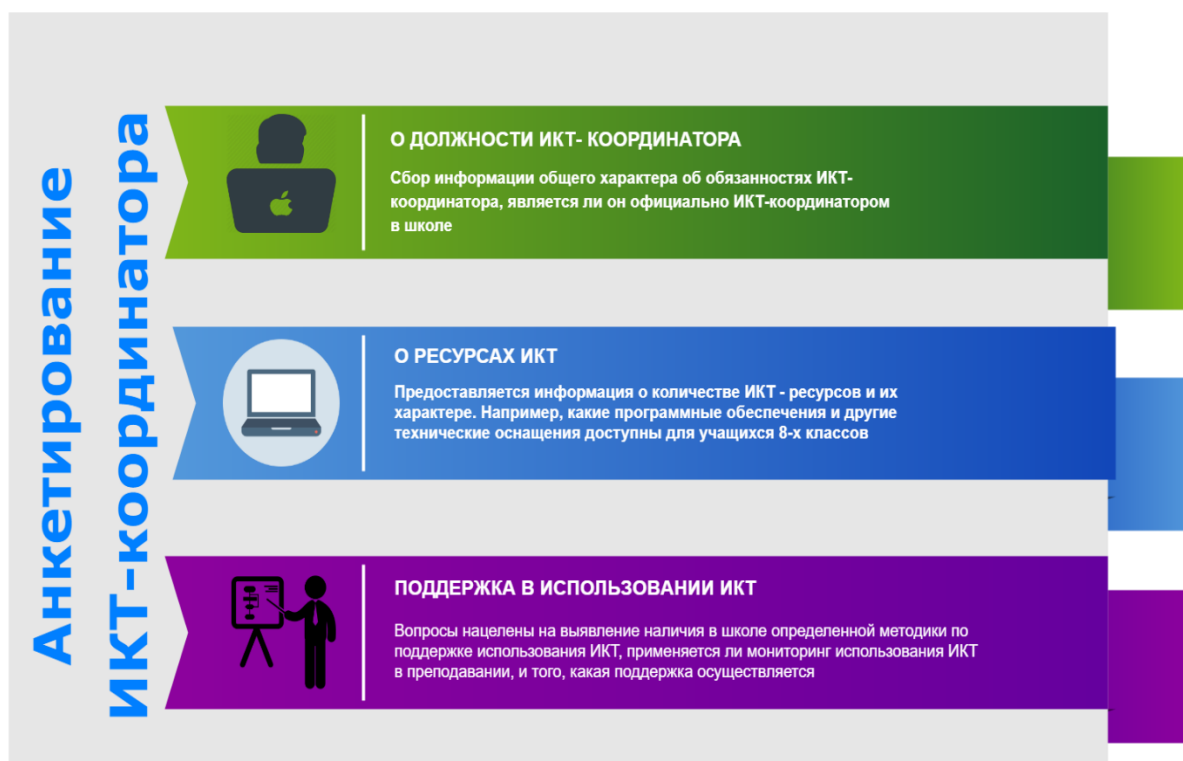 Анкетирование
ИКТ-координатора
О ДОЛЖНОСТИ ИКТ- КООРДИНАТОРА
Сбор информации общего характера об обязанностях ИКТ-
координатора, является ли он официально ИКТ-координатором
в школе
О РЕСУРСАХ ИКТ
Предоставляется информация о количестве ИКТ - ресурсов и их
характере. Например, какие программные обеспечения и другие
технические оснащения доступны для учащихся 8-х классов
ПОДДЕРЖКА В ИСПОЛЬЗОВАНИИ ИКТ
Вопросы нацелены на выявление наличия в школе определенной методики по
поддержке использования ИКТ, применяется ли мониторинг использования ИКТ
в преподавании, и того, какая поддержка осуществляется